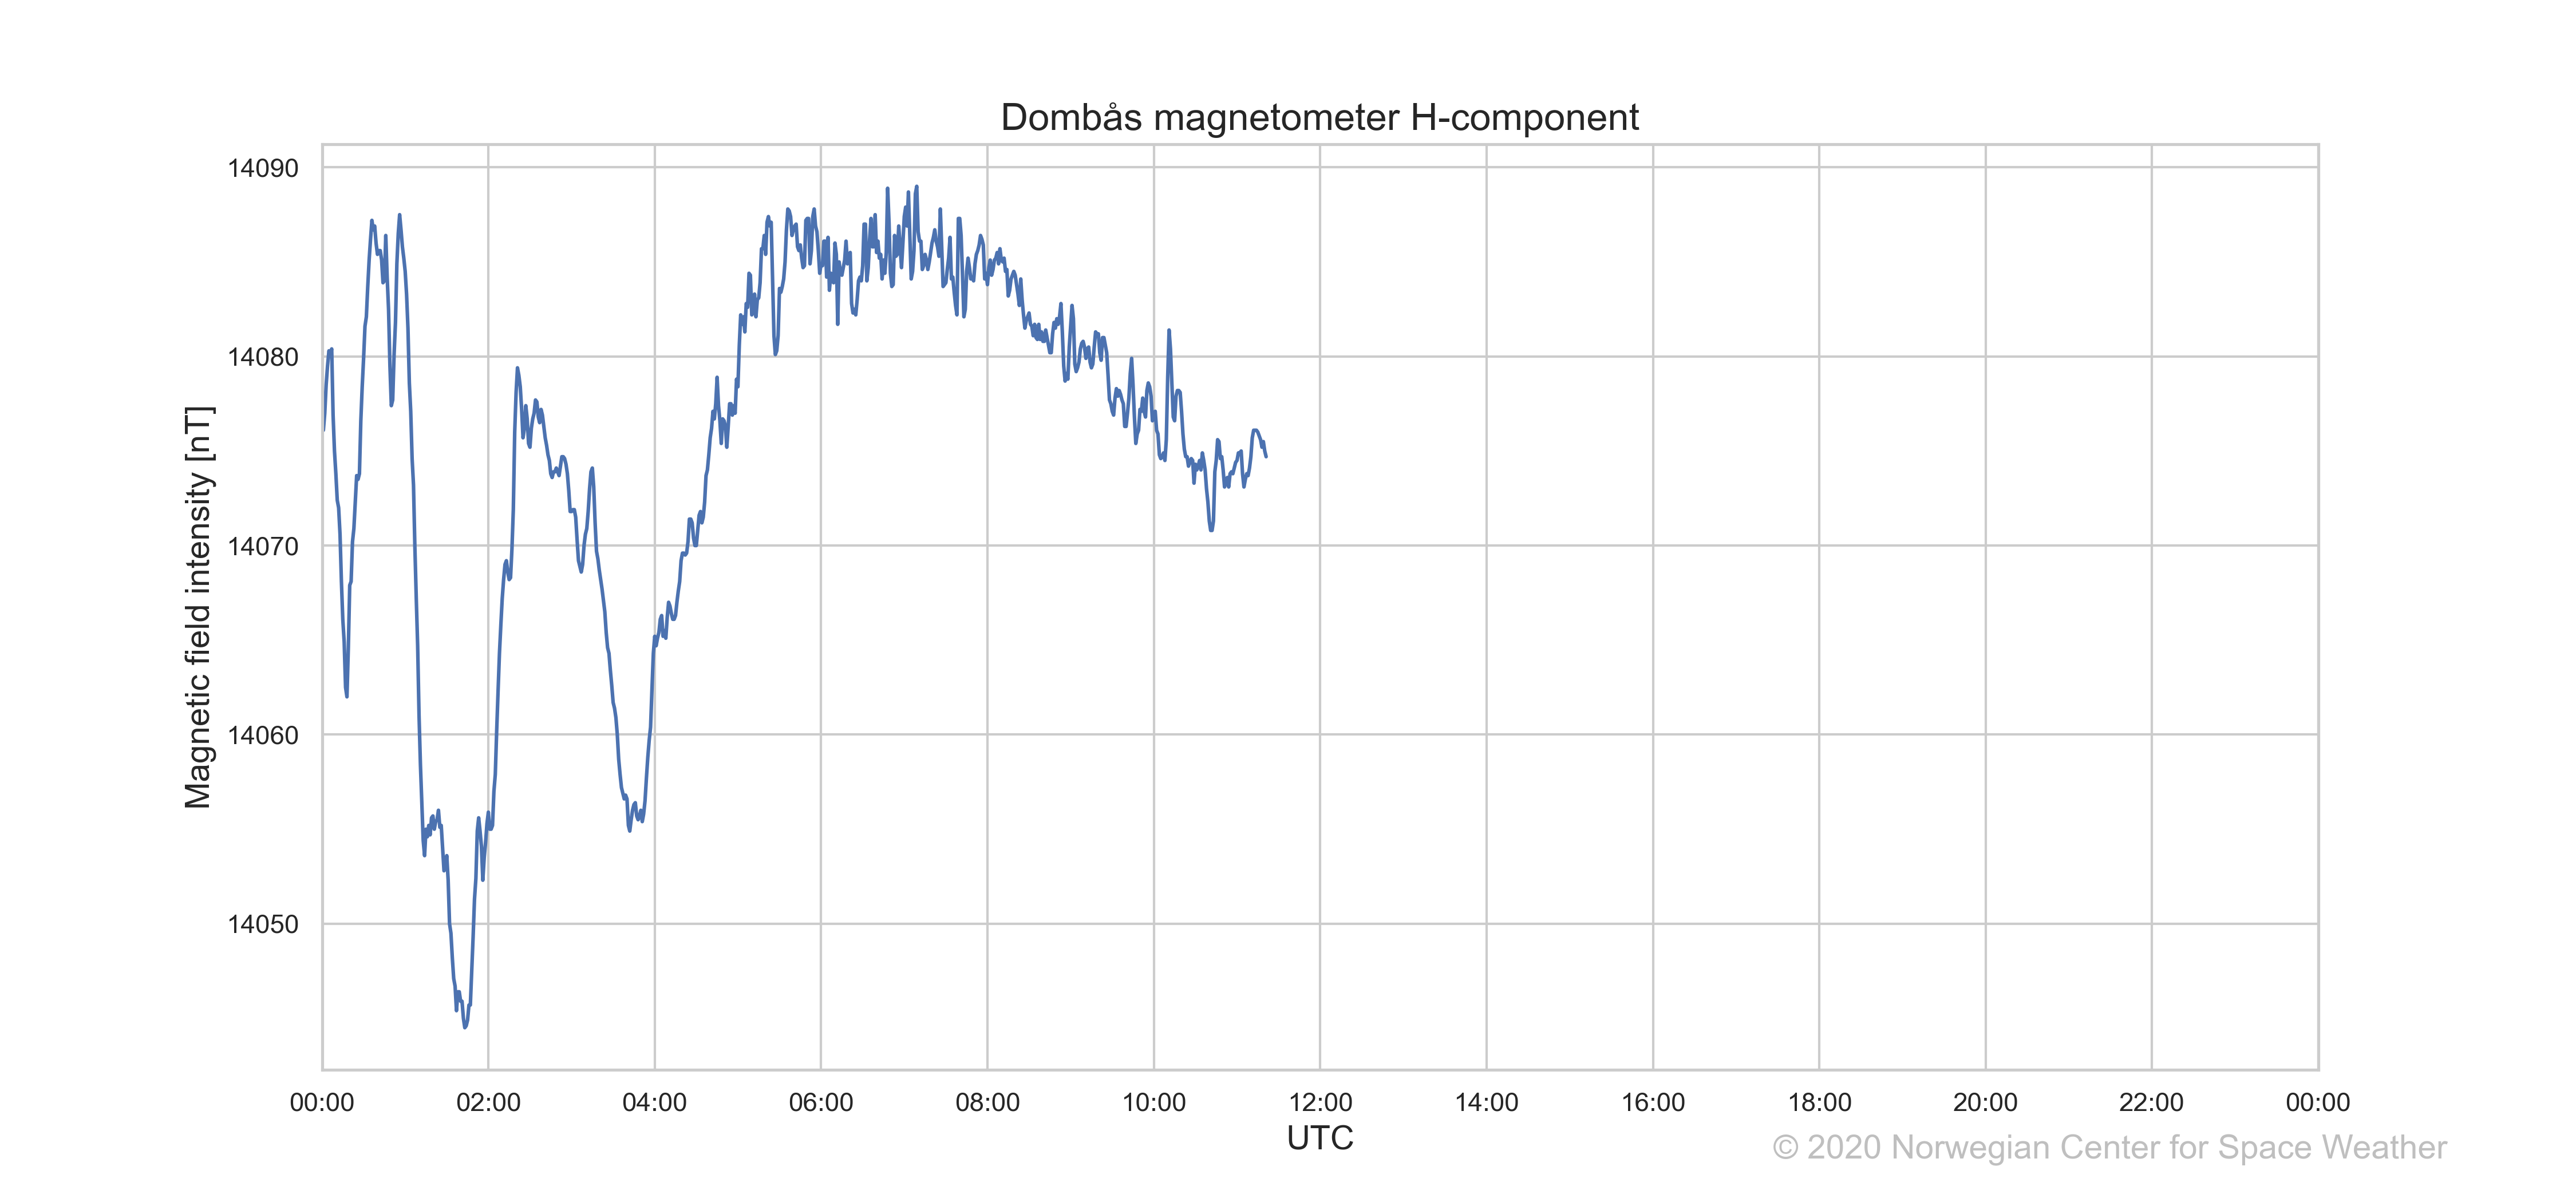 Dombås magnetometer H-component
Magnetic field intensity [nT]
14090
14080
14070
14060
14050
00:00 02:00 04:00 06:00 08:00 10:00 12:00 14:00 16:00 18:00 20:00 22:00 00:00
UTC
© 2020 Norwegian Center for Space Weather